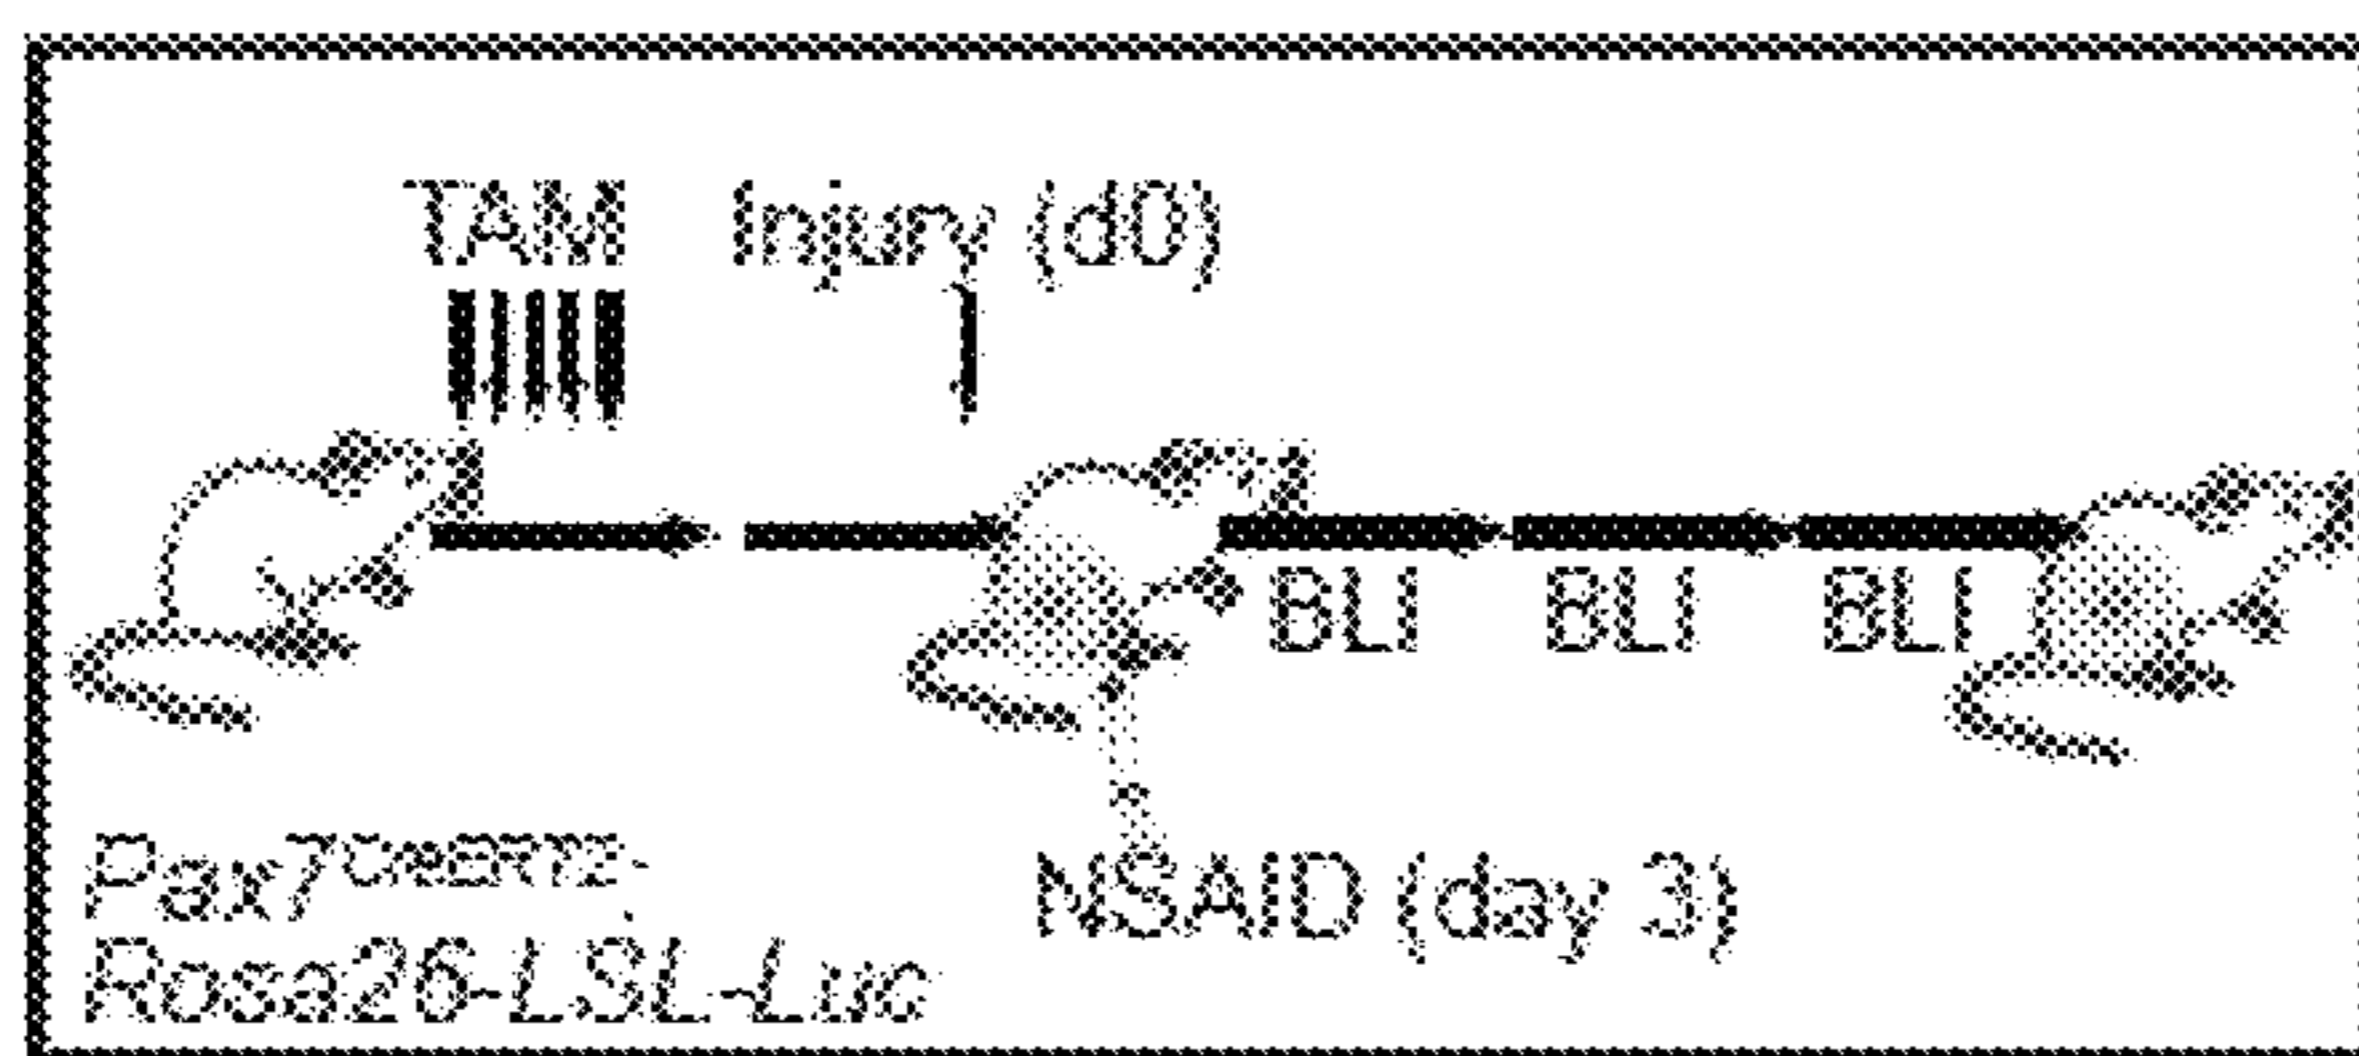 TAM Injury (d0)
BLI BLI BLI
Pax7CreERT2-
NSAID (day 3)
Rosa26-LSL-Luc